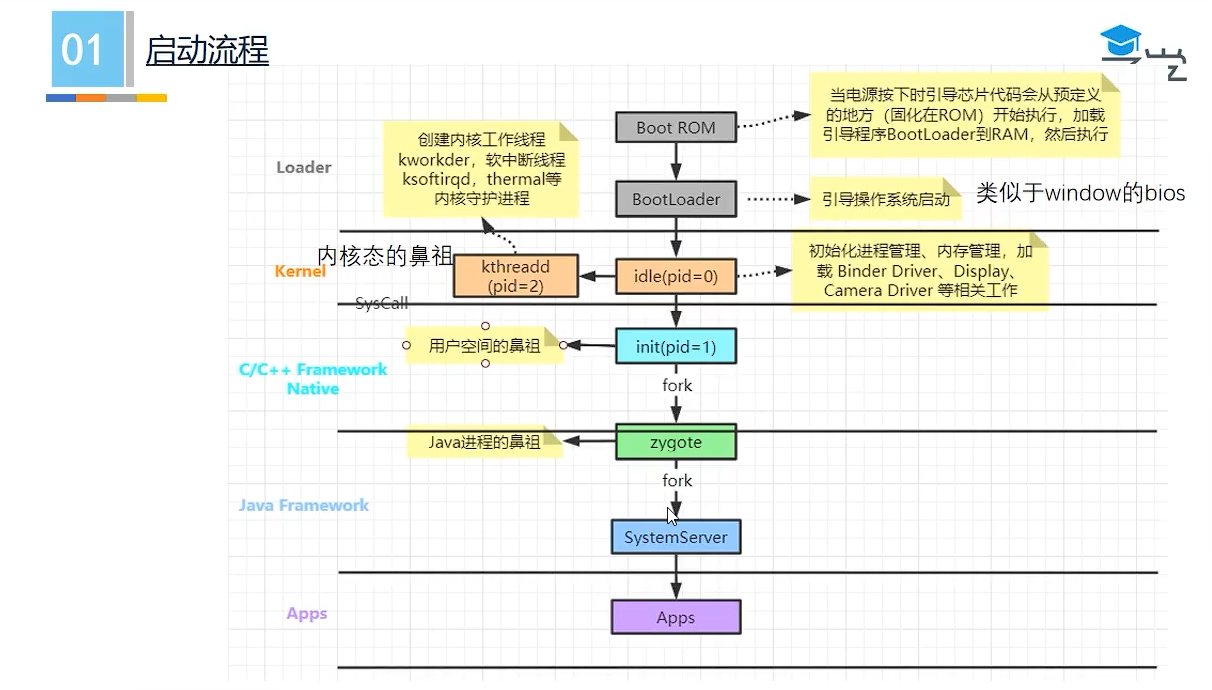 01
启动流程
享学
Boot ROM
当电源按下时引导芯片代码会从预定义
的地方（固化在ROM）开始执行，加载
引导程序BootLoader到RAM，然后执行
创建内核工作线程
kworkder，软中断线程
ksoftirqd，thermal等
内核守护进程
Loader
BootLoader
引导操作系统启动
类似于window的bios
内核态的鼻祖
Kernel
kthreadd
(pid=2)
idle(pid=0)
初始化进程管理、内存管理，加
载 Binder Driver、Display、
Camera Driver 等相关工作
SysCall
用户空间的鼻祖
init(pid=1)
C/C++ Framework
Native
fork
Java进程的鼻祖
zygote
fork
Java Framework
SystemServer
Apps
Apps